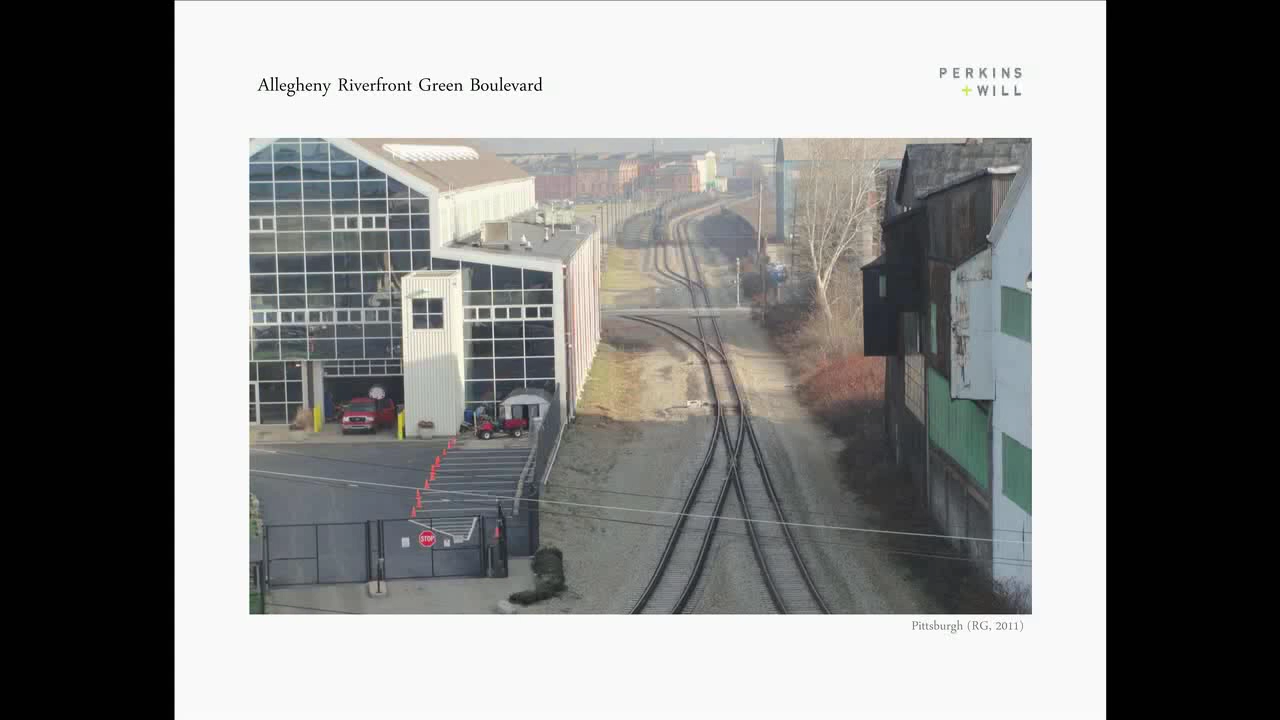 Allegheny Riverfront Green Boulevard
PERKINS
+WILL
STOP
Pittsburgh (RG, 2011)